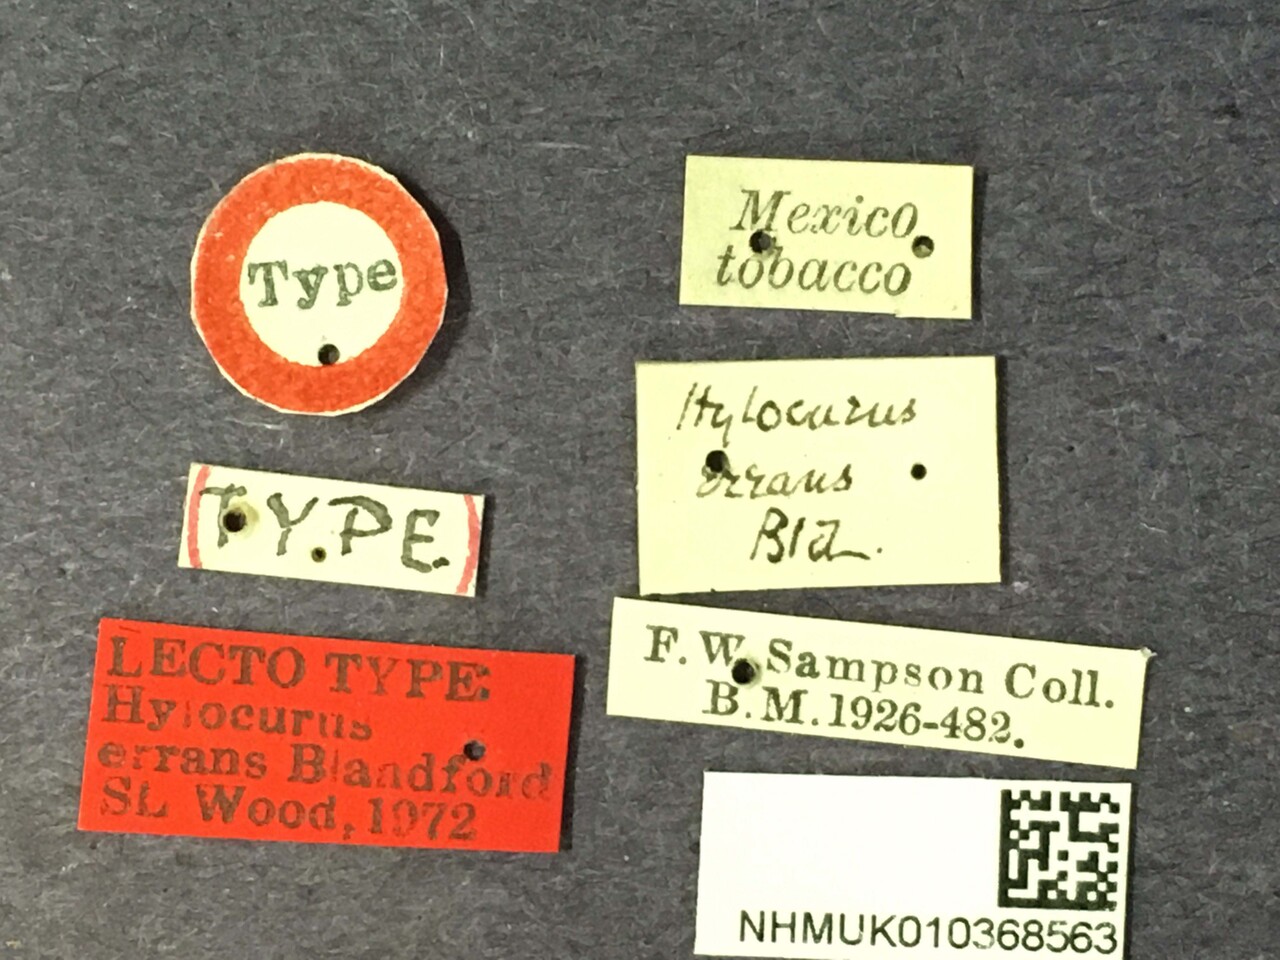 Type
TYPE
LECTO TYPE
Hylocurus
errans Blandford
SL Wood, 1972
Mexico
tobacco
Hylocurus
errans
Bld.
F. W. Sampson Coll.
B. M. 1926-482.
NHMUK010368563